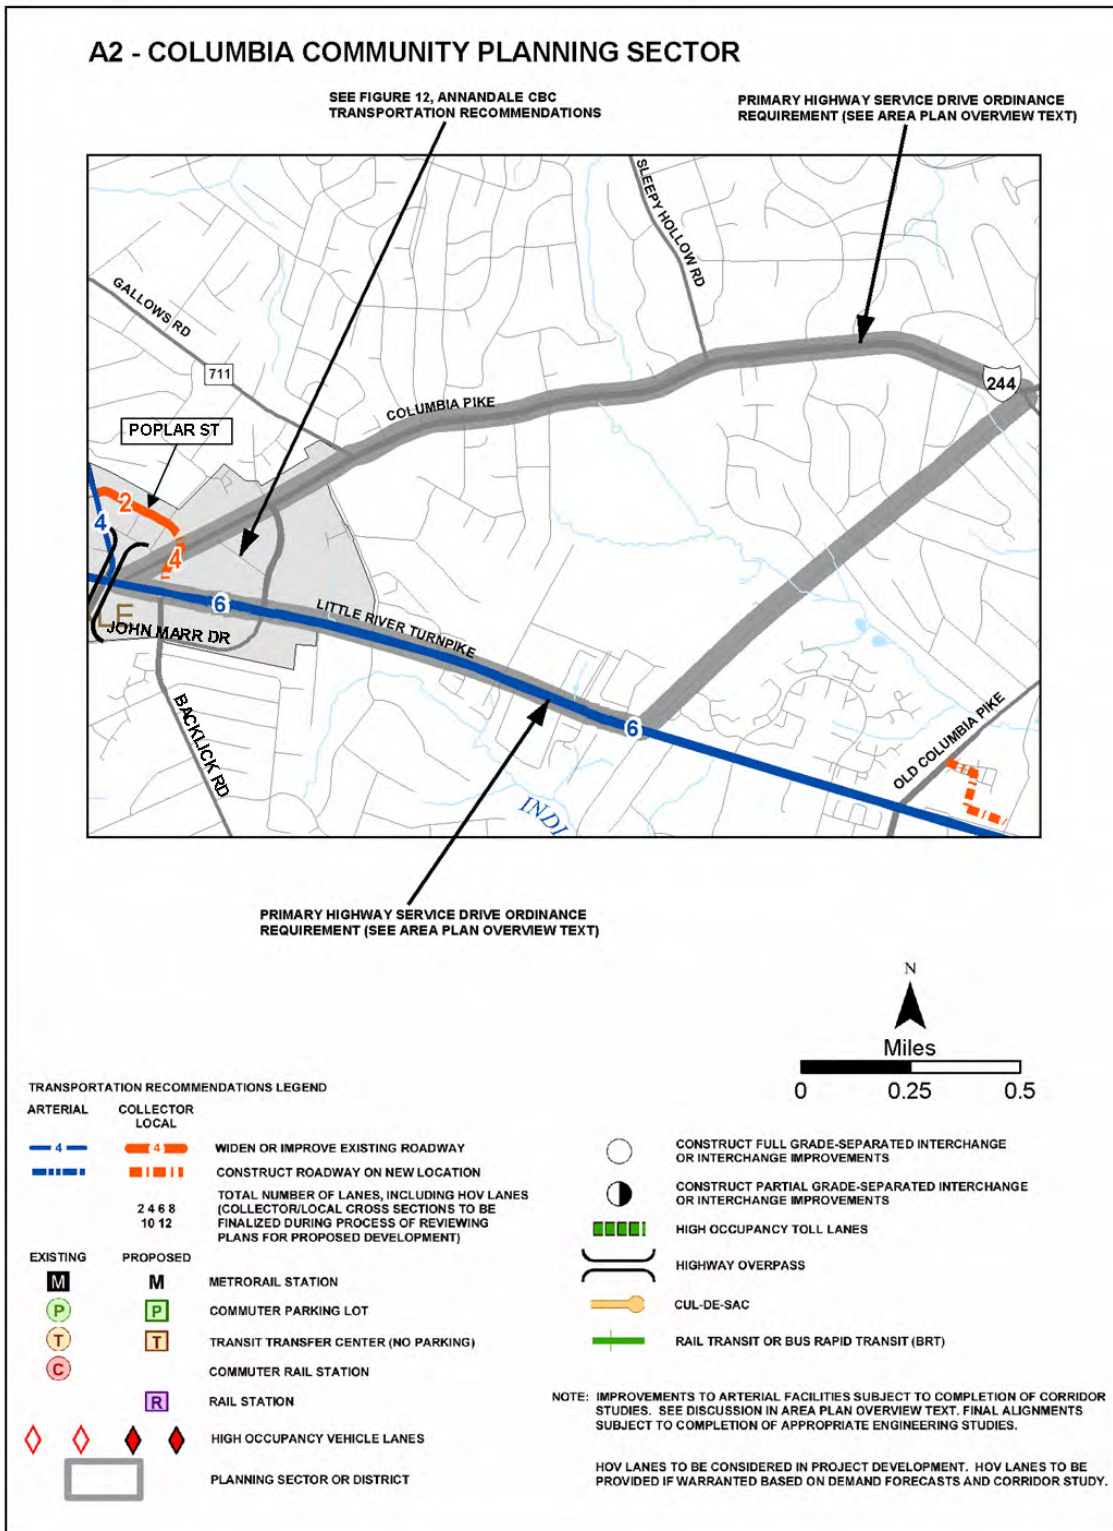 A2 - COLUMBIA COMMUNITY PLANNING SECTOR
SEE FIGURE 12, ANNANDALE CBC
TRANSPORTATION RECOMMENDATIONS
PRIMARY HIGHWAY SERVICE DRIVE ORDINANCE
REQUIREMENT (SEE AREA PLAN OVERVIEW TEXT)
SLEEPY HOLLOW RD
GALLOWS RD
711
244
COLUMBIA PIKE
POPLAR ST
2
4
4
6
LITTLE RIVER TURNPIKE
LE
JOHN MARR DR
BACKLICK RD
6
OLD COLUMBIA PIKE
INDI
PRIMARY HIGHWAY SERVICE DRIVE ORDINANCE
REQUIREMENT (SEE AREA PLAN OVERVIEW TEXT)
N
Miles
0 0.25 0.5
TRANSPORTATION RECOMMENDATIONS LEGEND
ARTERIAL COLLECTOR
LOCAL
4 4 WIDEN OR IMPROVE EXISTING ROADWAY
CONSTRUCT ROADWAY ON NEW LOCATION
2 4 6 8
10 12
TOTAL NUMBER OF LANES, INCLUDING HOV LANES
(COLLECTOR/LOCAL CROSS SECTIONS TO BE
FINALIZED DURING PROCESS OF REVIEWING
PLANS FOR PROPOSED DEVELOPMENT)
EXISTING PROPOSED
M M METRORAIL STATION
P P COMMUTER PARKING LOT
T T TRANSIT TRANSFER CENTER (NO PARKING)
C COMMUTER RAIL STATION
R RAIL STATION
HIGH OCCUPANCY VEHICLE LANES
PLANNING SECTOR OR DISTRICT
CONSTRUCT FULL GRADE-SEPARATED INTERCHANGE
OR INTERCHANGE IMPROVEMENTS
CONSTRUCT PARTIAL GRADE-SEPARATED INTERCHANGE
OR INTERCHANGE IMPROVEMENTS
HIGH OCCUPANCY TOLL LANES
HIGHWAY OVERPASS
CUL-DE-SAC
RAIL TRANSIT OR BUS RAPID TRANSIT (BRT)
NOTE: IMPROVEMENTS TO ARTERIAL FACILITIES SUBJECT TO COMPLETION OF CORRIDOR
STUDIES. SEE DISCUSSION IN AREA PLAN OVERVIEW TEXT. FINAL ALIGNMENTS
SUBJECT TO COMPLETION OF APPROPRIATE ENGINEERING STUDIES.
HOV LANES TO BE CONSIDERED IN PROJECT DEVELOPMENT. HOV LANES TO BE
PROVIDED IF WARRANTED BASED ON DEMAND FORECASTS AND CORRIDOR STUDY.